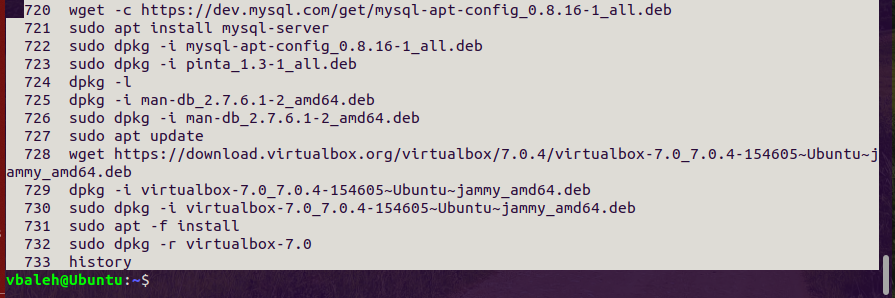 720 wget -c https://dev.mysql.com/get/mysql-apt-config_0.8.16-1_all.deb
721 sudo apt install mysql-server
722 sudo dpkg -i mysql-apt-config_0.8.16-1_all.deb
723 sudo dpkg -i pinta_1.3-1_all.deb
724 dpkg -l
725 dpkg -i man-db_2.7.6.1-2_amd64.deb
726 sudo dpkg -i man-db_2.7.6.1-2_amd64.deb
727 sudo apt update
728 wget https://download.virtualbox.org/virtualbox/7.0.4/virtualbox-7.0_7.0.4-154605~Ubuntu~j
ammy_amd64.deb
729 dpkg -i virtualbox-7.0_7.0.4-154605~Ubuntu~jammy_amd64.deb
730 sudo dpkg -i virtualbox-7.0_7.0.4-154605~Ubuntu~jammy_amd64.deb
731 sudo apt -f install
732 sudo dpkg -r virtualbox-7.0
733 history
vbaleh@Ubuntu:~$